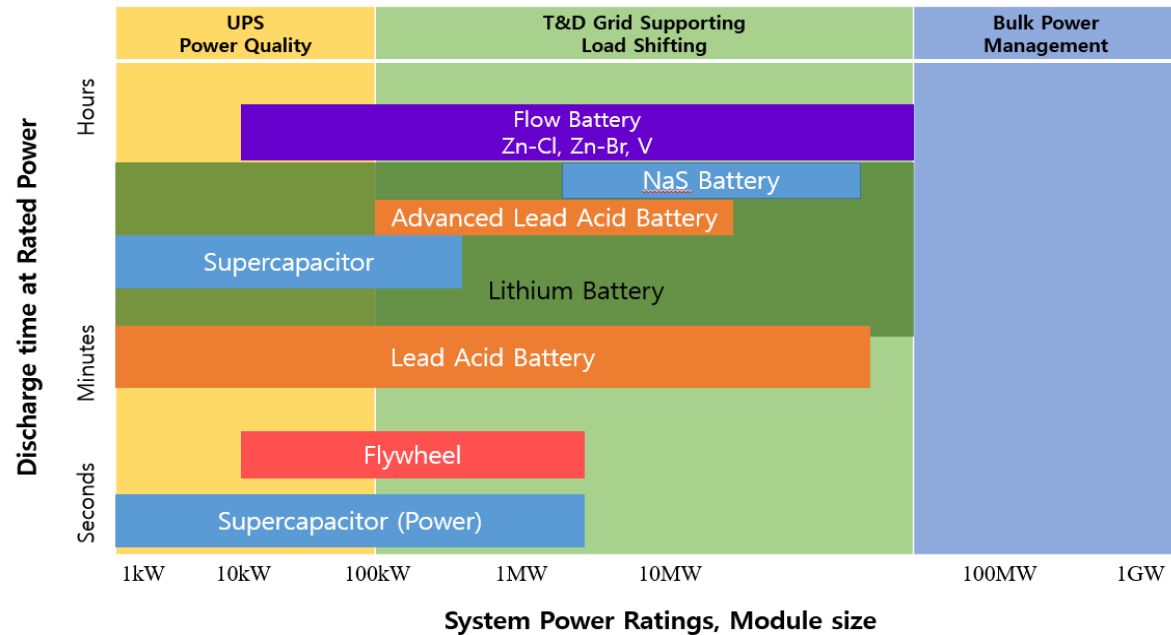 UPS
Power Quality
T&D Grid Supporting
Load Shifting
Bulk Power
Management
Discharge time at Rated Power
Hours
Minutes
Seconds
Flow Battery
Zn-Cl, Zn-Br, V
NaS Battery
Advanced Lead Acid Battery
Supercapacitor
Lithium Battery
Lead Acid Battery
Flywheel
Supercapacitor (Power)
1kW 10kW 100kW 1MW 10MW 100MW 1GW
System Power Ratings, Module size